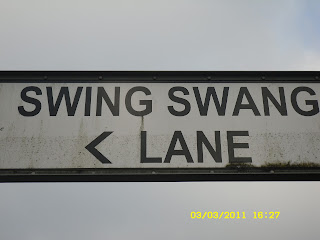 SWING SWANG
< LANE
03/03/2011 16:27